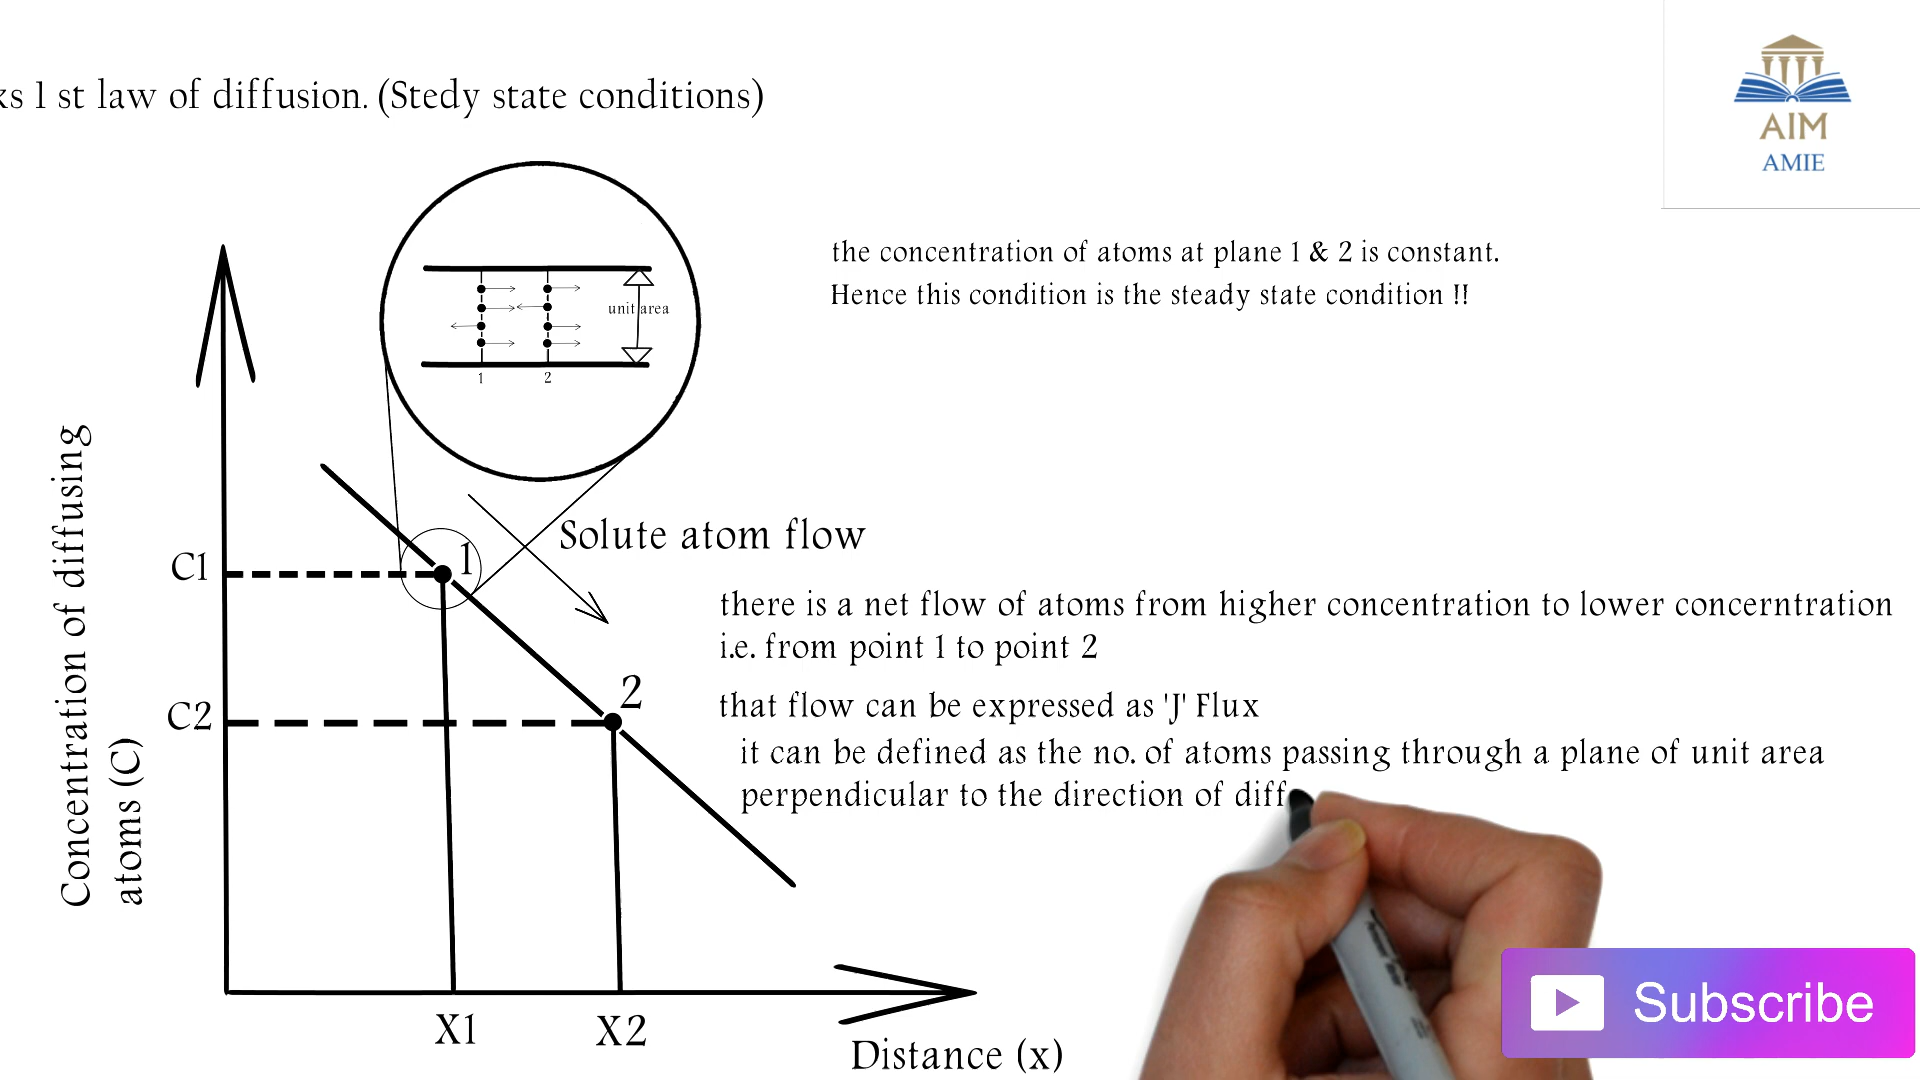 ks 1 st law of diffusion. (Stedy state conditions)
AIM
AMIE
the concentration of atoms at plane 1 & 2 is constant.
Hence this condition is the steady state condition !!
unit area
1
2
Concentration of diffusing
atoms (C)
Solute atom flow
C1
1
there is a net flow of atoms from higher concentration to lower concerntration
i.e. from point 1 to point 2
C2
2
that flow can be expressed as 'J' Flux
it can be defined as the no. of atoms passing through a plane of unit area
perpendicular to the direction of diff
X1
X2
Distance (x)
Subscribe